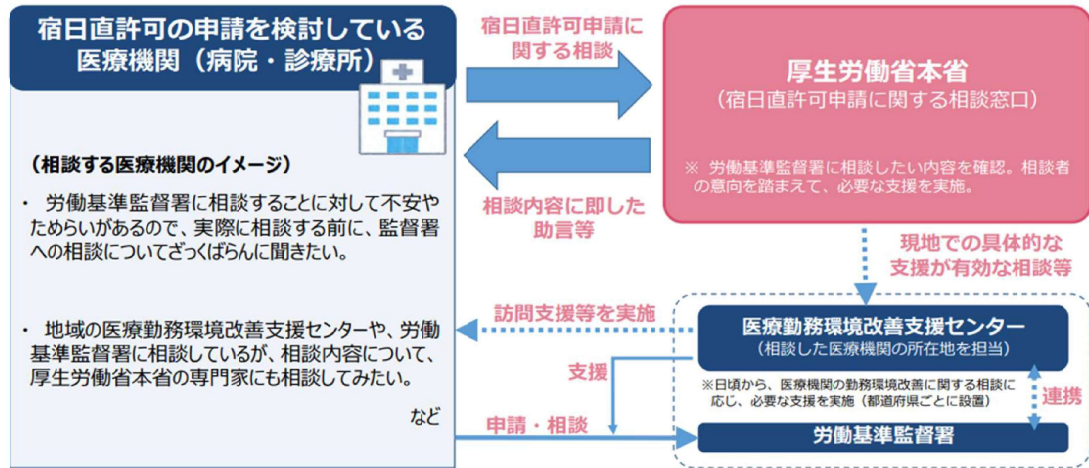 宿日直許可の申請を検討している
医療機関（病院・診療所）
（相談する医療機関のイメージ）
・ 労働基準監督署に相談することに対して不安や
ためらいがあるので、実際に相談する前に、監督署
への相談についてざっくばらんに聞きたい。
・ 地域の医療勤務環境改善支援センターや、労働
基準監督署に相談しているが、相談内容について、
厚生労働省本省の専門家にも相談してみたい。
など
宿日直許可申請に
関する相談
相談内容に即した
助言等
厚生労働省本省
（宿日直許可申請に関する相談窓口）
※ 労働基準監督署に相談したい内容を確認。相談者
の意向を踏まえて、必要な支援を実施。
現地での具体的な
支援が有効な相談等
訪問支援等を実施
支援
申請・相談
医療勤務環境改善支援センター
（相談した医療機関の所在地を担当）
※日頃から、医療機関の勤務環境改善に関する相談に
応じ、必要な支援を実施（都道府県ごとに設置）
連携
労働基準監督署